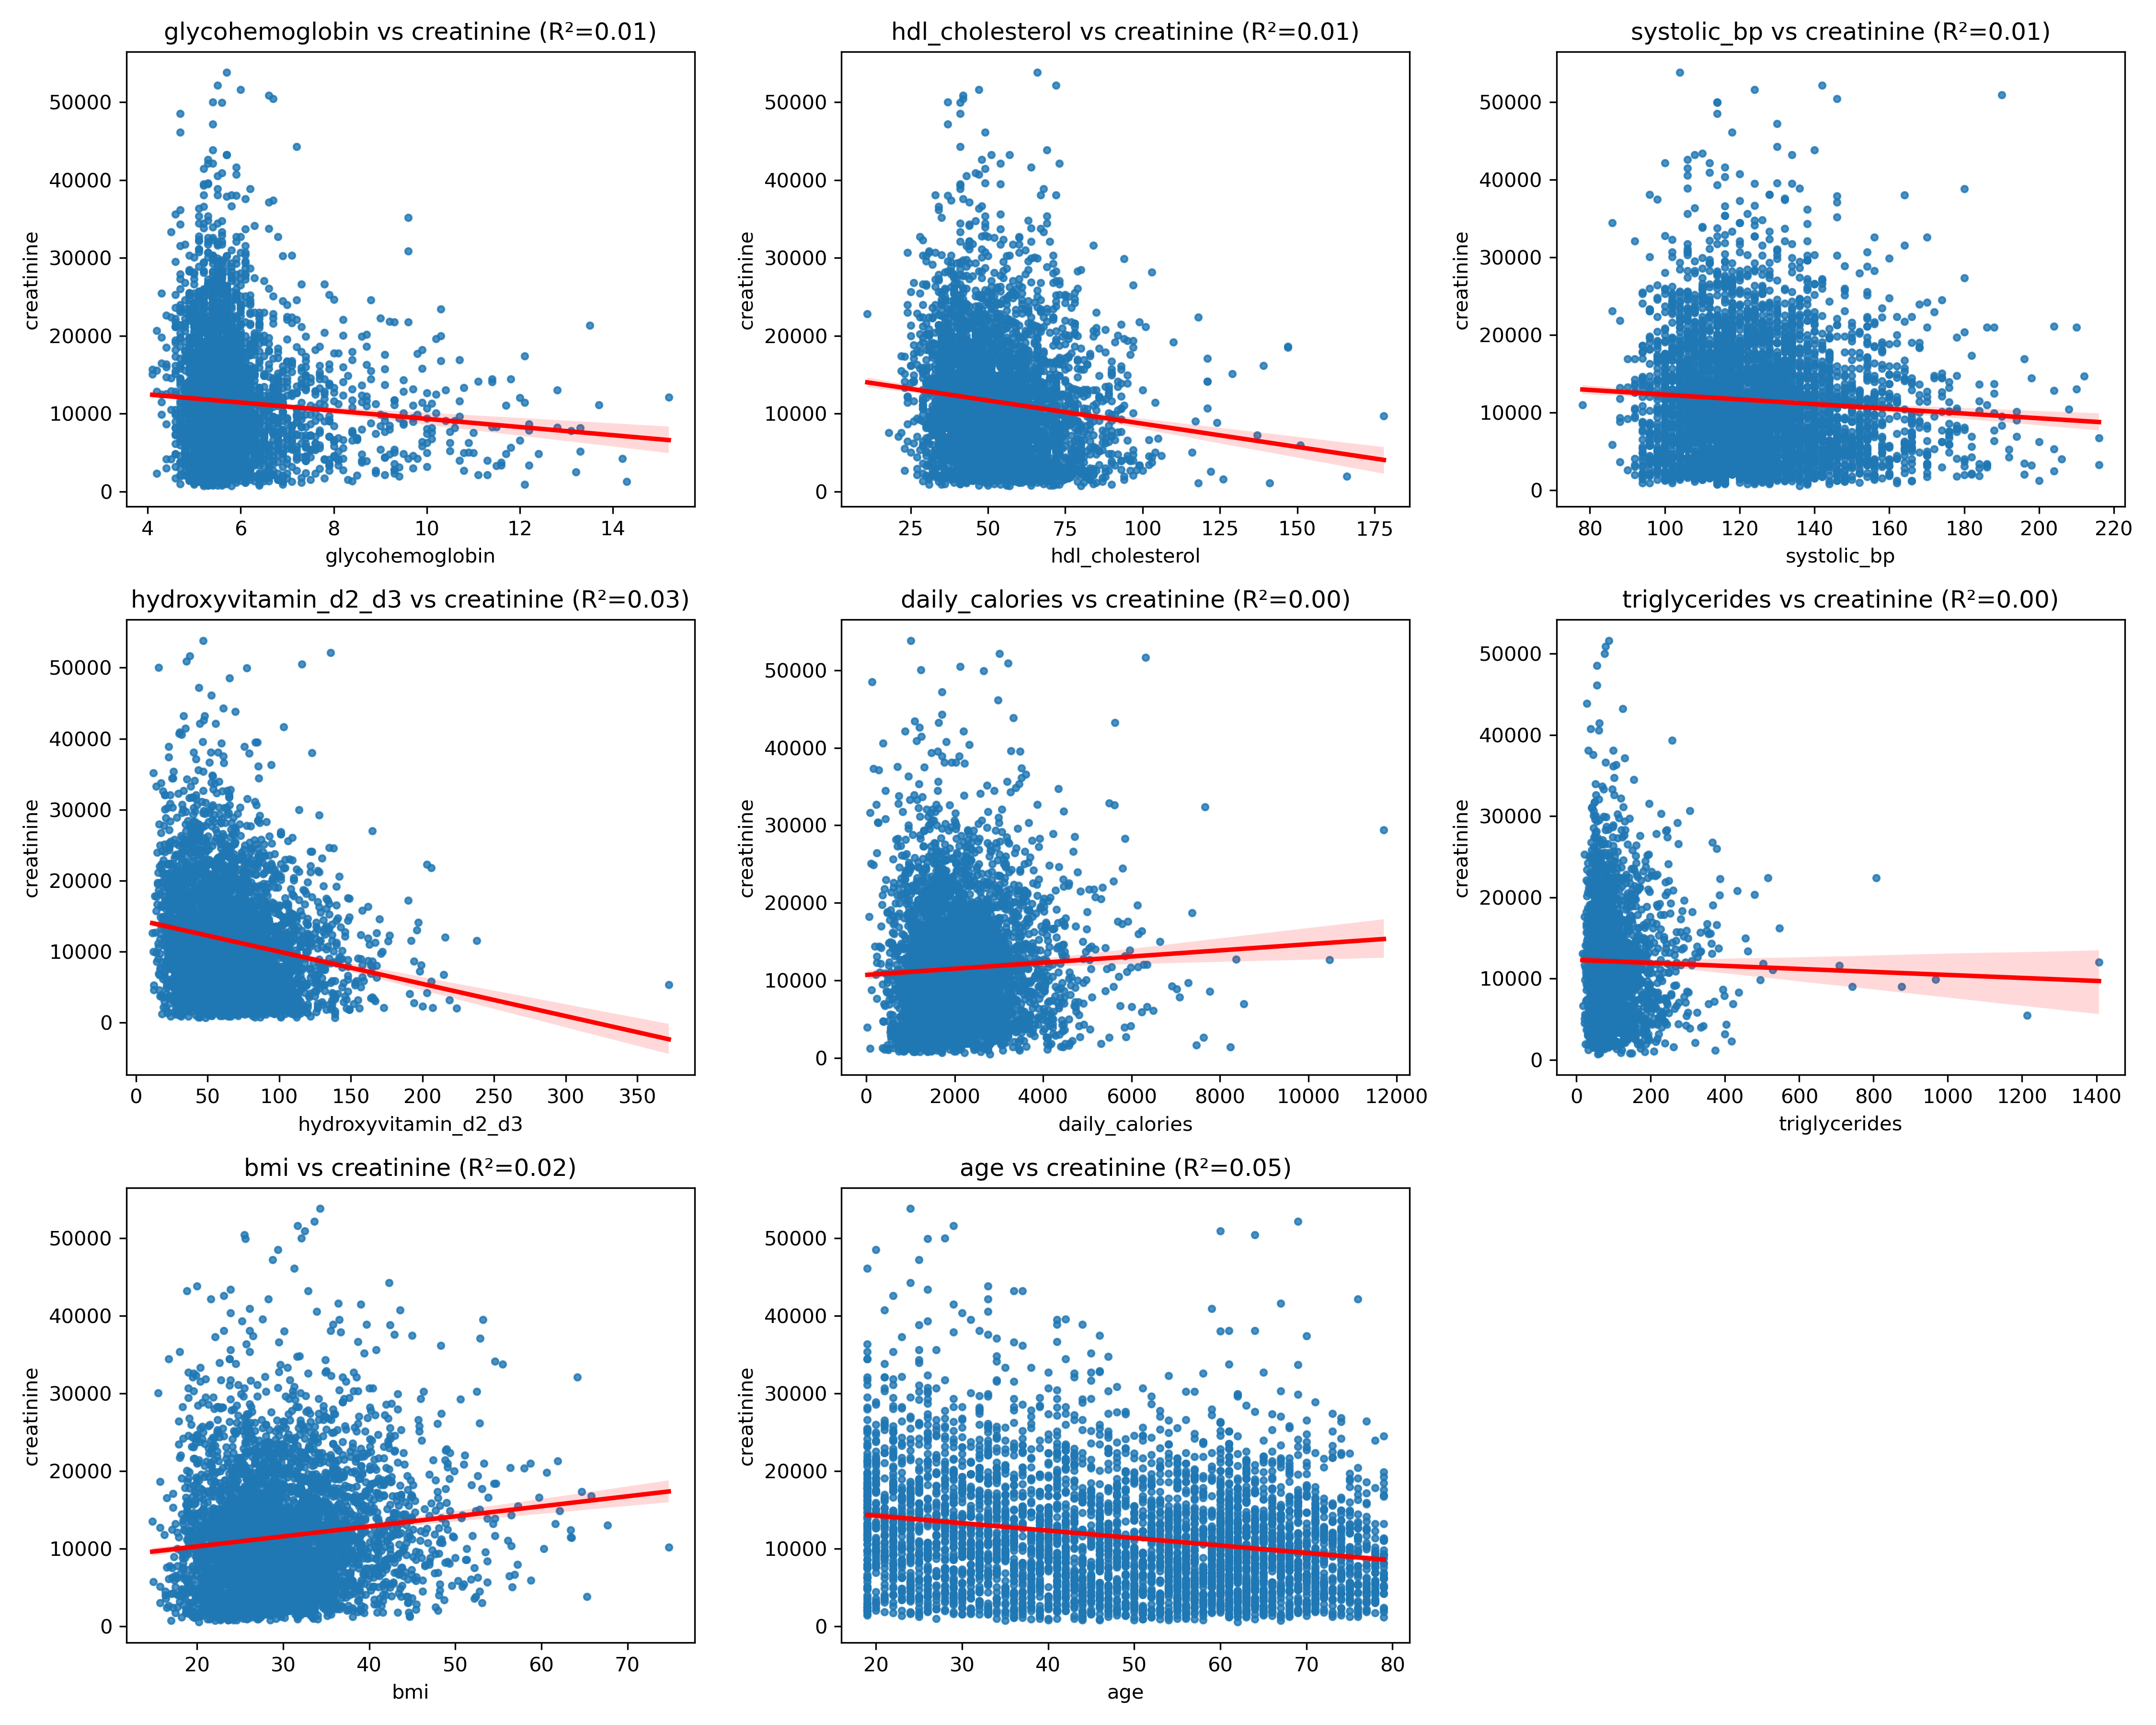 glycohemoglobin vs creatinine (R²=0.01)
50000
40000
30000
20000
10000
0
creatinine
4 6 8 10 12 14
glycohemoglobin
hdl_cholesterol vs creatinine (R²=0.01)
50000
40000
30000
20000
10000
0
creatinine
25 50 75 100 125 150 175
hdl_cholesterol
systolic_bp vs creatinine (R²=0.01)
50000
40000
30000
20000
10000
0
creatinine
80 100 120 140 160 180 200 220
systolic_bp
hydroxyvitamin_d2_d3 vs creatinine (R²=0.03)
50000
40000
30000
20000
10000
0
creatinine
0 50 100 150 200 250 300 350
hydroxyvitamin_d2_d3
daily_calories vs creatinine (R²=0.00)
50000
40000
30000
20000
10000
0
creatinine
0 2000 4000 6000 8000 10000 12000
daily_calories
triglycerides vs creatinine (R²=0.00)
50000
40000
30000
20000
10000
0
creatinine
0 200 400 600 800 1000 1200 1400
triglycerides
bmi vs creatinine (R²=0.02)
50000
40000
30000
20000
10000
0
creatinine
20 30 40 50 60 70
bmi
age vs creatinine (R²=0.05)
50000
40000
30000
20000
10000
0
creatinine
20 30 40 50 60 70 80
age